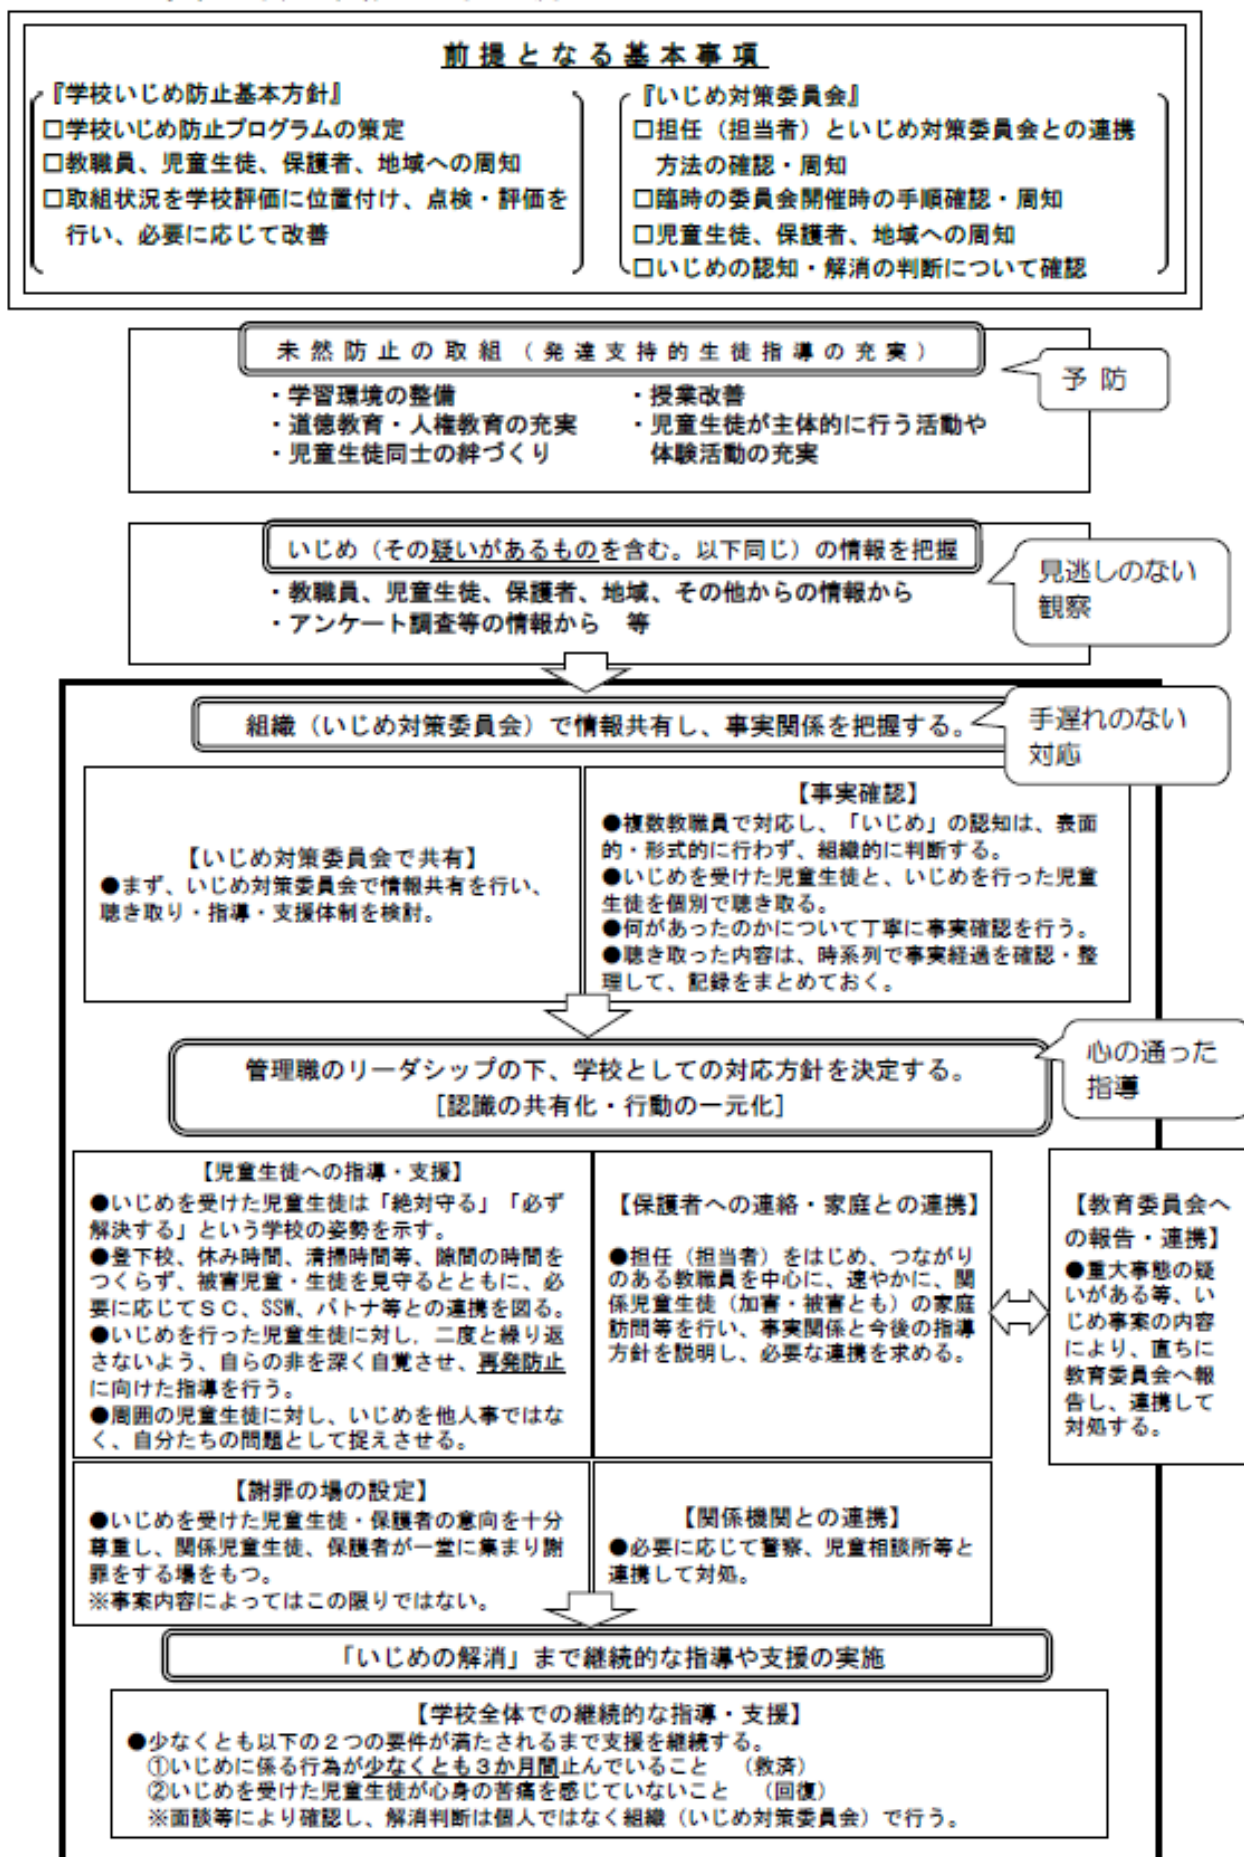 前提となる基本事項
『学校いじめ防止基本方針』
□学校いじめ防止プログラムの策定
□教職員、児童生徒、保護者、地域への周知
□取組状況を学校評価に位置付け、点検・評価を
行い、必要に応じて改善
『いじめ対策委員会』
□担任（担当者）といじめ対策委員会との連携
方法の確認・周知
□臨時の委員会開催時の手順確認・周知
□児童生徒、保護者、地域への周知
□いじめの認知・解消の判断について確認
未然防止の取組（発達支持的生徒指導の充実）
予防
・学習環境の整備
・道徳教育・人権教育の充実
・児童生徒同士の絆づくり
・授業改善
・児童生徒が主体的に行う活動や
体験活動の充実
いじめ（その疑いがあるものを含む。以下同じ）の情報を把握
見逃しのない
観察
・教職員、児童生徒、保護者、地域、その他からの情報から
・アンケート調査等の情報から　等
組織（いじめ対策委員会）で情報共有し、事実関係を把握する。
手遅れのない
対応
【いじめ対策委員会で共有】
●まず、いじめ対策委員会で情報共有を行い、
聴き取り・指導・支援体制を検討。
【事実確認】
●複数教職員で対応し、「いじめ」の認知は、表面
的・形式的に行わず、組織的に判断する。
●いじめを受けた児童生徒と、いじめを行った児童
生徒を個別で聴き取る。
●何があったのかについて丁寧に事実確認を行う。
●聴き取った内容は、時系列で事実経過を確認・整
理して、記録をまとめておく。
管理職のリーダシップの下、学校としての対応方針を決定する。
［認識の共有化・行動の一元化］
心の通った
指導
【児童生徒への指導・支援】
●いじめを受けた児童生徒は「絶対守る」「必ず
解決する」という学校の姿勢を示す。
●登下校、休み時間、清掃時間等、隙間の時間を
つくらず、被害児童・生徒を見守るとともに、必
要に応じてＳＣ、SSW、パトナ等との連携を図る。
●いじめを行った児童生徒に対し、二度と繰り返
さないよう、自らの非を深く自覚させ、再発防止
に向けた指導を行う。
●周囲の児童生徒に対し、いじめを他人事ではな
く、自分たちの問題として捉えさせる。
【保護者への連絡・家庭との連携】
●担任（担当者）をはじめ、つながり
のある教職員を中心に、速やかに、関
係児童生徒（加害・被害とも）の家庭
訪問等を行い、事実関係と今後の指導
方針を説明し、必要な連携を求める。
【教育委員会へ
の報告・連携】
●重大事態の疑
いがある等、い
じめ事案の内容
により、直ちに
教育委員会へ報
告し、連携して
対処する。
【謝罪の場の設定】
●いじめを受けた児童生徒・保護者の意向を十分
尊重し、関係児童生徒、保護者が一堂に集まり謝
罪をする場をもつ。
※事案内容によってはこの限りではない。
【関係機関との連携】
●必要に応じて警察、児童相談所等と
連携して対処。
「いじめの解消」まで継続的な指導や支援の実施
【学校全体での継続的な指導・支援】
●少なくとも以下の２つの要件が満たされるまで支援を継続する。
①いじめに係る行為が少なくとも３か月間止んでいること　（救済）
②いじめを受けた児童生徒が心身の苦痛を感じていないこと　（回復）
※面談等により確認し、解消判断は個人ではなく組織（いじめ対策委員会）で行う。